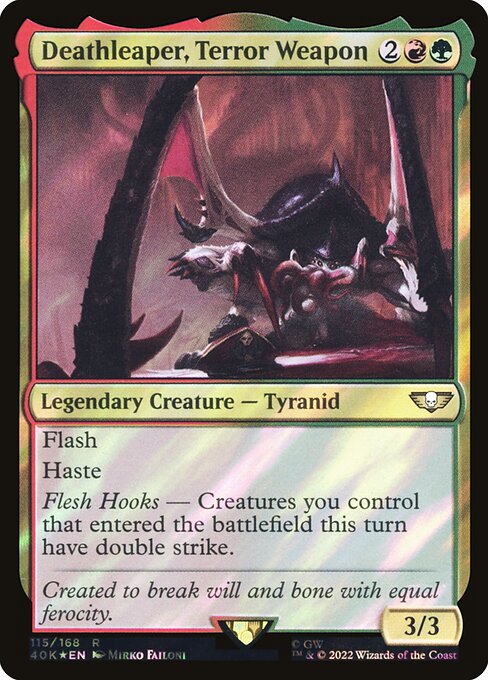 Deathleaper, Terror Weapon 2
Legendary Creature — Tyranid
Flash
Haste
Flesh Hooks — Creatures you control
that entered the battlefield this turn
have double strike.
Created to break will and bone with equal
ferocity.
3/3
115/168 R
40K★EN Mirko Failoni
© GW
™ & © 2022 Wizards of the Coast